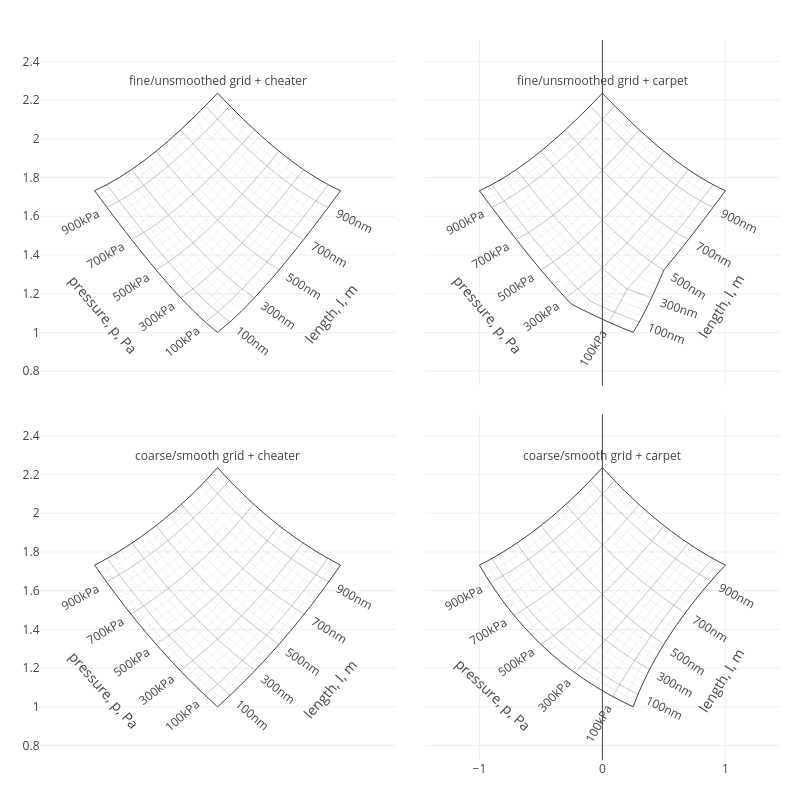 fine/unsmoothed grid + cheater
2.4
2.2
2
1.8
1.6
1.4
1.2
1
0.8
900kPa
700kPa
500kPa
300kPa
100kPa
pressure, p, Pa
900nm
700nm
500nm
300nm
100nm
length, l, m
fine/unsmoothed grid + carpet
900kPa
700kPa
500kPa
300kPa
100kPa
pressure, p, Pa
900nm
700nm
500nm
300nm
100nm
length, l, m
coarse/smooth grid + cheater
2.4
2.2
2
1.8
1.6
1.4
1.2
1
0.8
900kPa
700kPa
500kPa
300kPa
100kPa
pressure, p, Pa
900nm
700nm
500nm
300nm
100nm
length, l, m
coarse/smooth grid + carpet
900kPa
700kPa
500kPa
300kPa
100kPa
pressure, p, Pa
900nm
700nm
500nm
300nm
100nm
length, l, m
−1
0
1